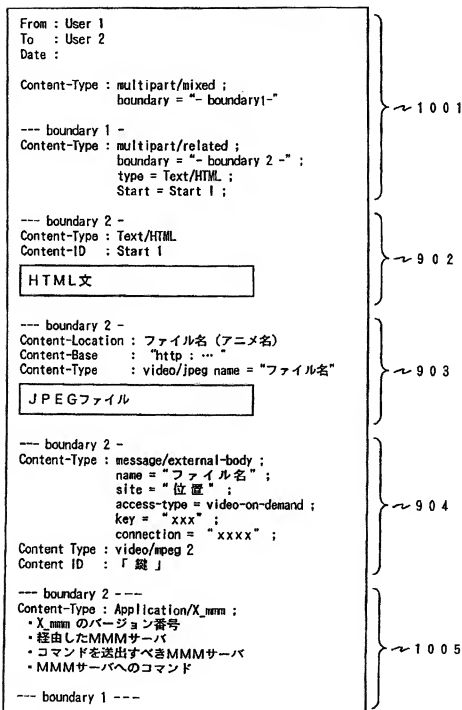 From : User 1
To : User 2
Date :
Content-Type : multipart/mixed ;
boundary = "- boundary1-"
--- boundary 1 -
Content-Type : multipart/related ;
boundary = "- boundary 2 -" ;
type = Text/HTML ;
Start = Start 1 ;
~1001
--- boundary 2 -
Content-Type : Text/HTML
Content-ID : Start 1
HTML文
~902
--- boundary 2 -
Content-Location : ファイル名 (アニメ名)
Content-Base : "http : … "
Content-Type : video/jpeg name = "ファイル名"
JPEGファイル
~903
--- boundary 2 -
Content-Type : message/external-body ;
name = "ファイル名" ;
site = "位置" ;
access-type = video-on-demand ;
key = "xxx" ;
connection = "xxxx" ;
Content Type : video/mpeg 2
Content ID : 「 鍵 」
~904
--- boundary 2 ---
Content-Type : Application/X_mmm ;
・X_mmm のバージョン番号
・経由したMMMサーバ
・コマンドを送出すべきMMMサーバ
・MMMサーバへのコマンド
--- boundary 1 ---
~1005